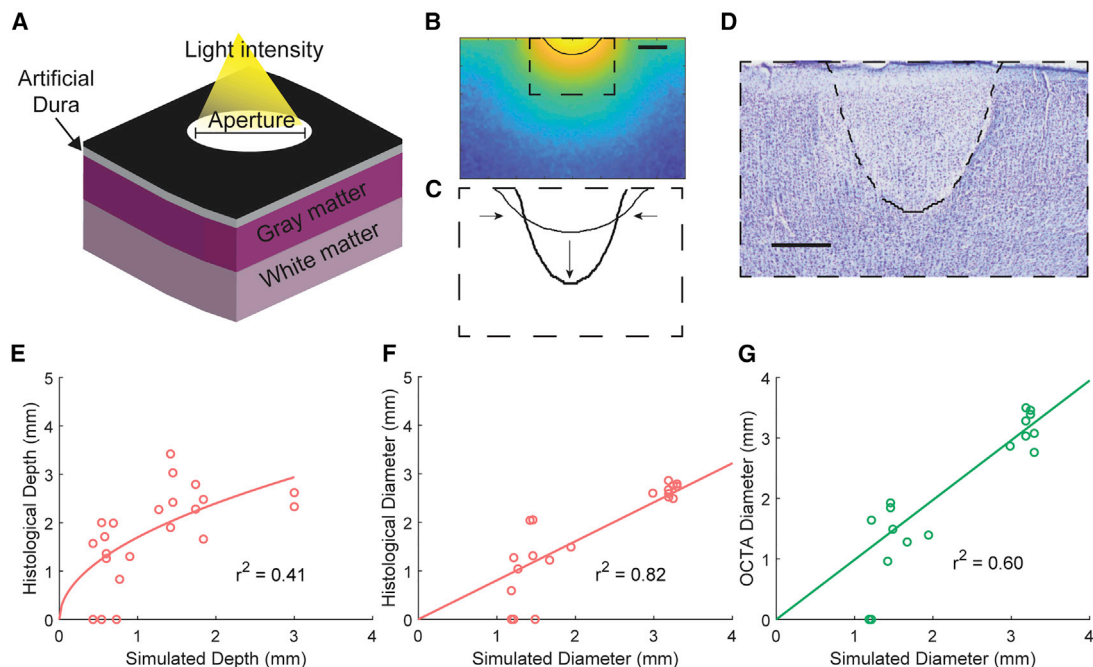 A
Light intensity
Artificial
Dura
Aperture
Gray matter
White matter
B
C
D
E
5
4
3
2
1
0
Histological Depth (mm)
r² = 0.41
0 1 2 3 4
Simulated Depth (mm)
F
5
4
3
2
1
0
Histological Diameter (mm)
r² = 0.82
0 1 2 3 4
Simulated Diameter (mm)
G
4
3
2
1
0
OCTA Diameter (mm)
r² = 0.60
0 1 2 3 4
Simulated Diameter (mm)